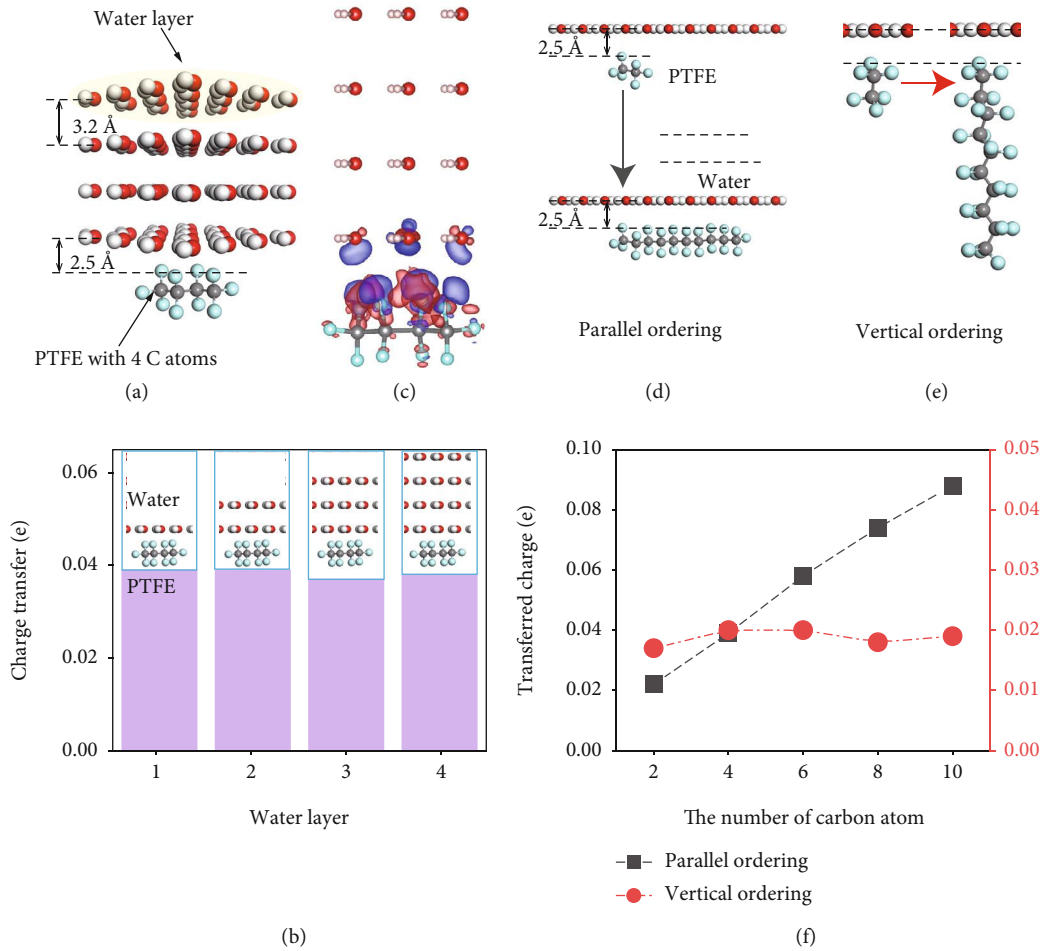 Water layer
3.2 Å
2.5 Å
PTFE with 4 C atoms
(a)
(c)
2.5 Å
PTFE
Water
2.5 Å
Parallel ordering
(d)
Vertical ordering
(e)
Charge transfer (e)
0.06
0.04
0.02
0.00
Water
PTFE
1 2 3 4
Water layer
(b)
Transferred charge (e)
0.10
0.08
0.06
0.04
0.02
0.00
0.05
0.04
0.03
0.02
0.01
0.00
2 4 6 8 10
The number of carbon atom
Parallel ordering
Vertical ordering
(f)